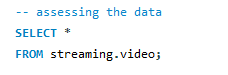 -- assessing the data
SELECT *
FROM streaming.video;